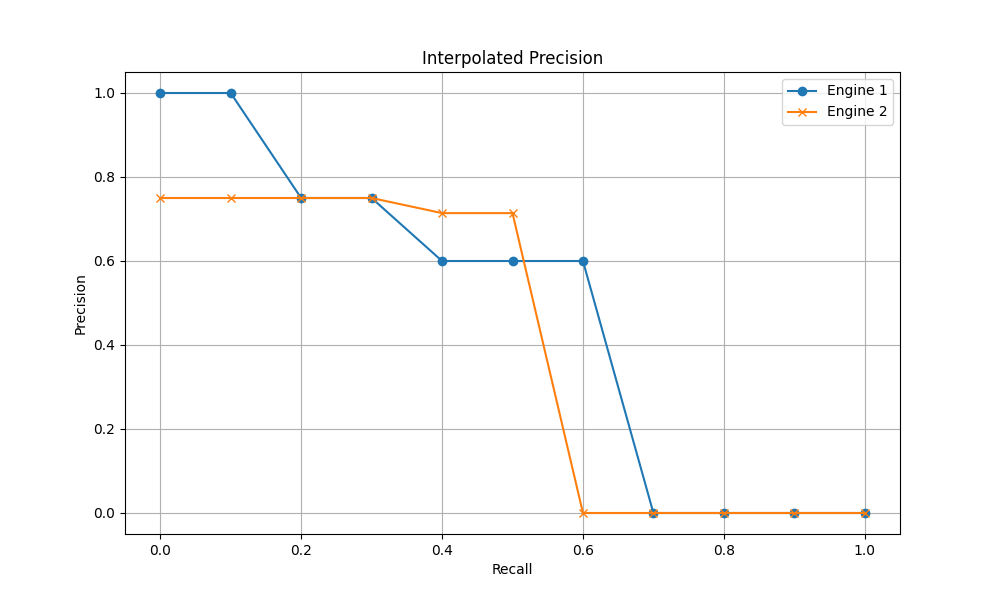 Interpolated Precision
Engine 1
Engine 2
Precision
1.0
0.8
0.6
0.4
0.2
0.0
0.0 0.2 0.4 0.6 0.8 1.0
Recall